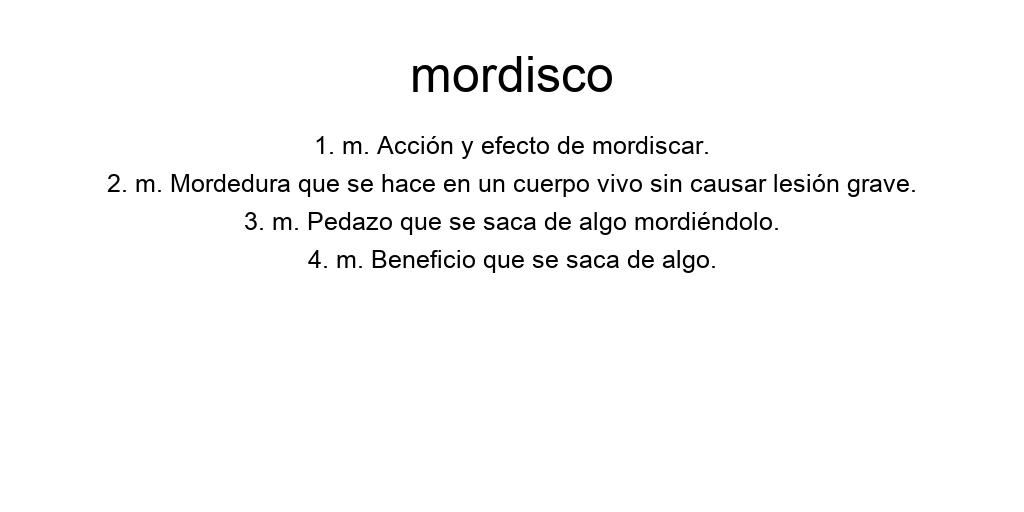 mordisco
1. m. Acción y efecto de mordiscar.
2. m. Mordedura que se hace en un cuerpo vivo sin causar lesión grave.
3. m. Pedazo que se saca de algo mordiéndolo.
4. m. Beneficio que se saca de algo.